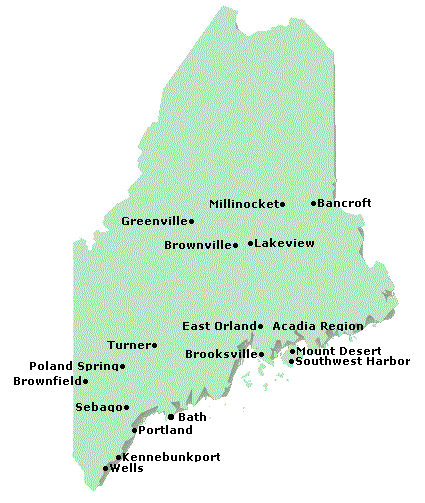 Millinocket
Bancroft
Greenville
Brownville
Lakeview
East Orland
Acadia Region
Turner
Brooksville
Mount Desert
Southwest Harbor
Poland Spring
Brownfield
Sebago
Bath
Portland
Kennebunkport
Wells